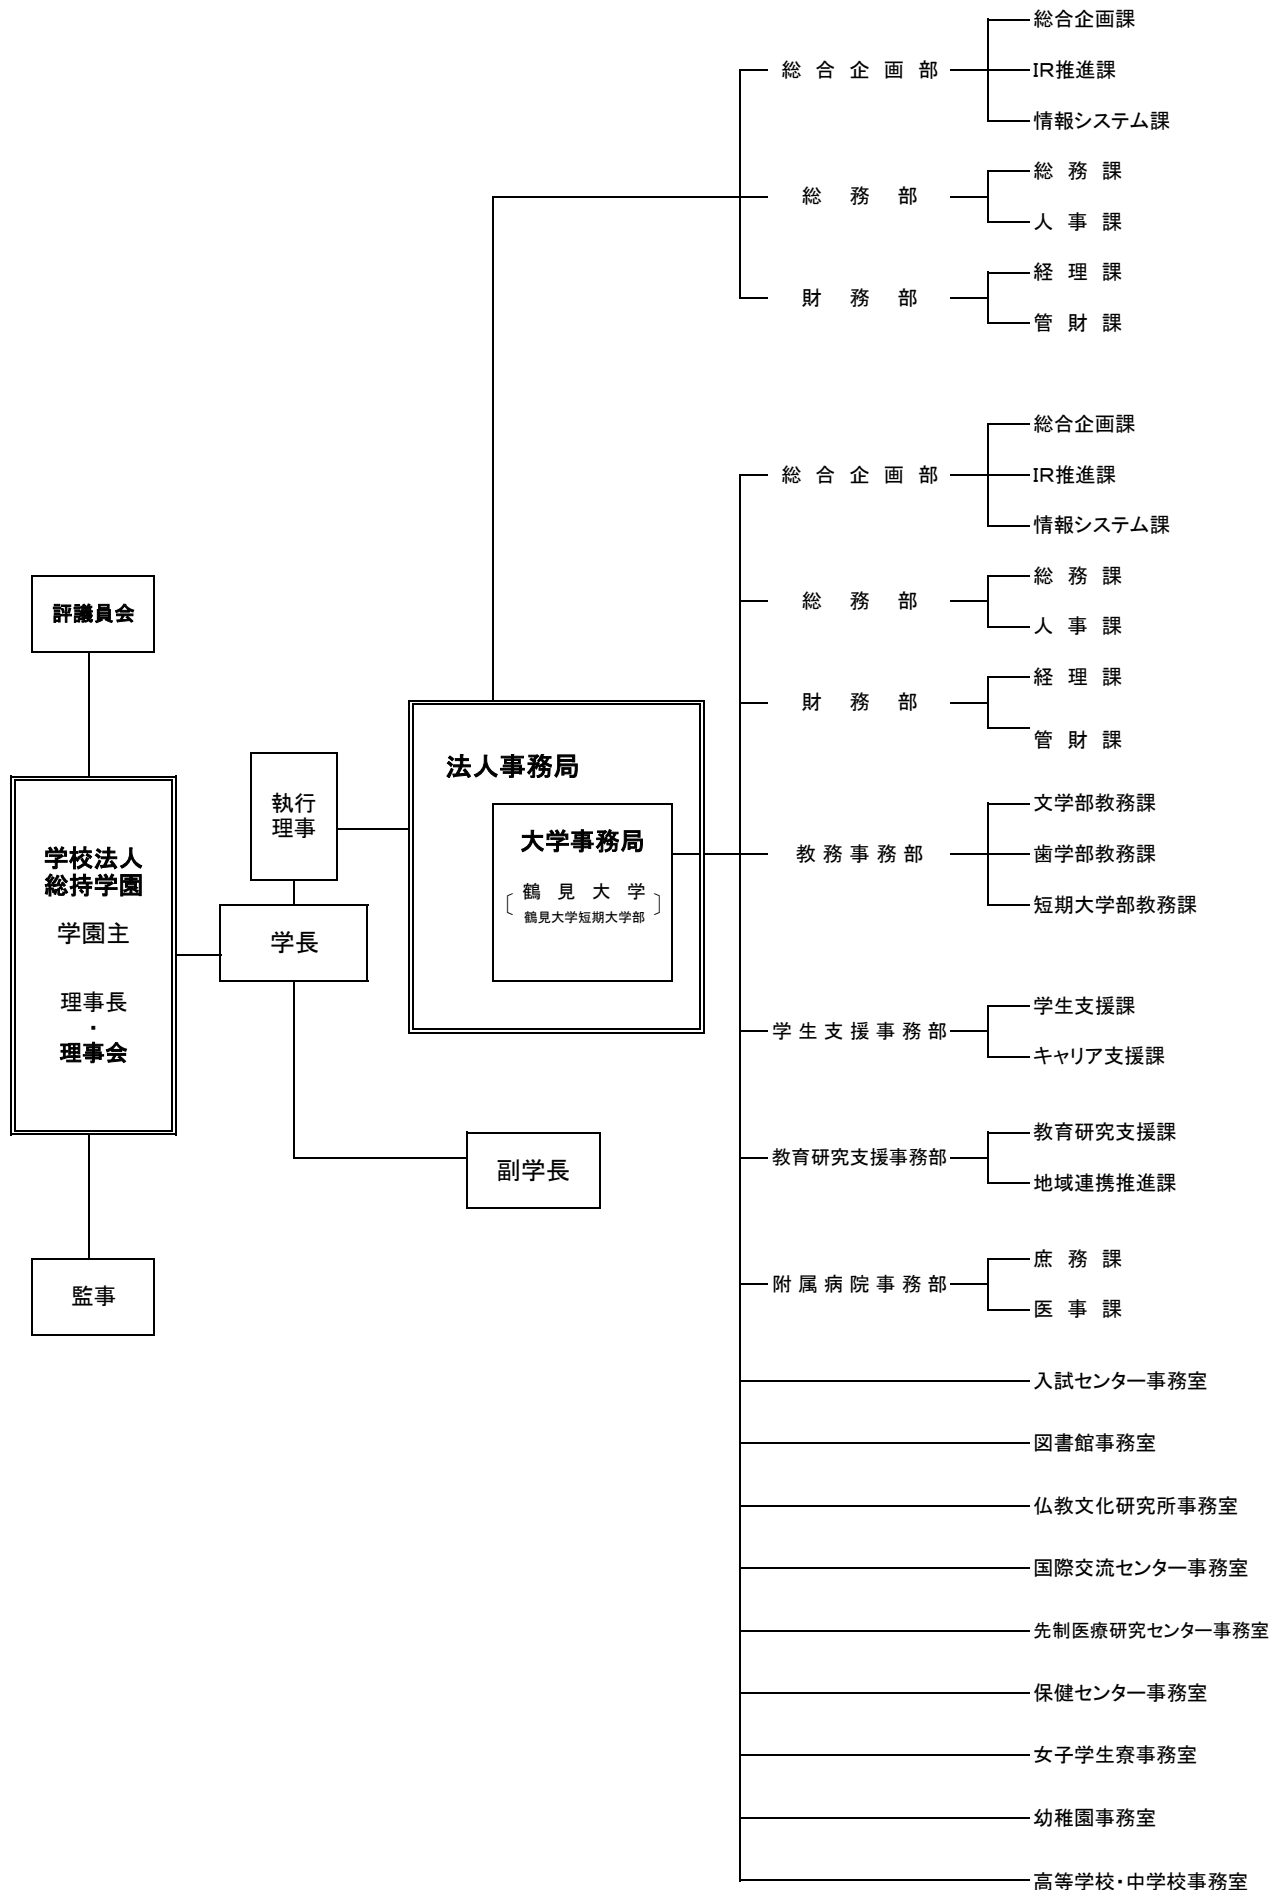 総合企画課
総合企画部
IR推進課
情報システム課
総務課
総務部
人事課
経理課
財務部
管財課
総合企画課
総合企画部
IR推進課
情報システム課
総務課
総務部
人事課
経理課
財務部
管財課
評議員会
学校法人
総持学園
学園主
理事長
・
理事会
監事
執行
理事
学長
副学長
法人事務局
大学事務局
〔鶴見大学
鶴見大学短期大学部〕
文学部教務課
教務事務部
歯学部教務課
短期大学部教務課
学生支援課
学生支援事務部
キャリア支援課
教育研究支援課
教育研究支援事務部
地域連携推進課
庶務課
附属病院事務部
医事課
入試センター事務室
図書館事務室
仏教文化研究所事務室
国際交流センター事務室
先制医療研究センター事務室
保健センター事務室
女子学生寮事務室
幼稚園事務室
高等学校・中学校事務室